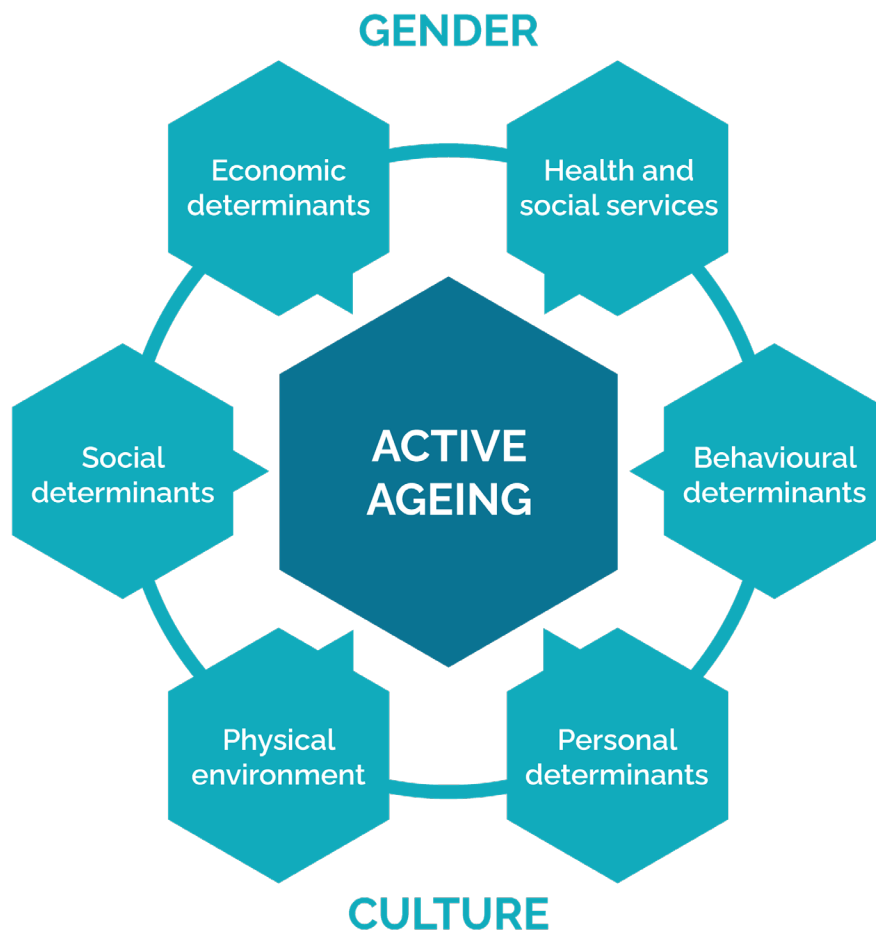 GENDER
Economic
determinants
Health and
social services
Social
determinants
ACTIVE
AGEING
Behavioural
determinants
Physical
environment
Personal
determinants
CULTURE